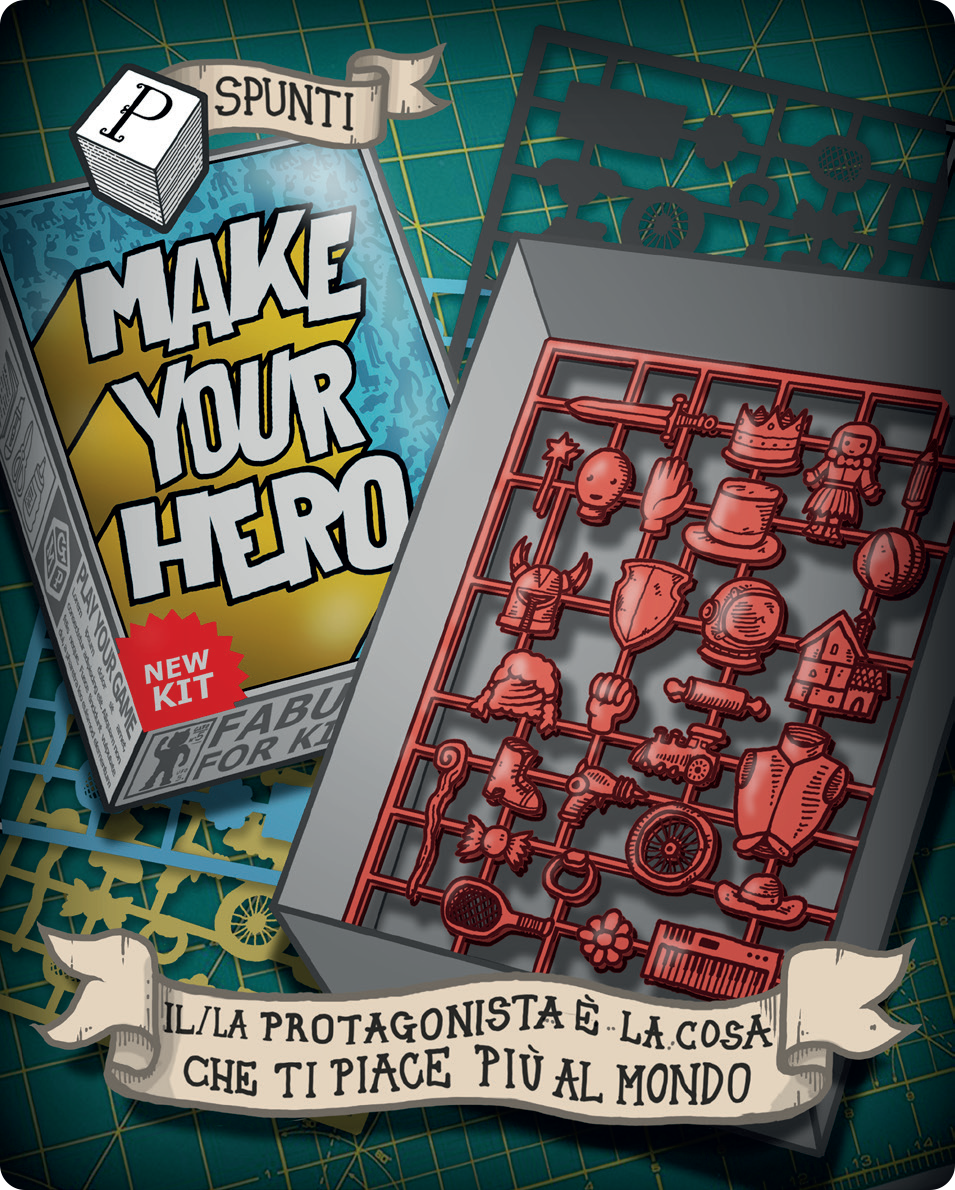 P
SPUNTI
MAKE
YOUR
HERO
NEW
KIT
PLAY YOUR GAME
FABU
FOR KI
IL/LA PROTAGONISTA È LA COSA
CHE TI PIACE PIÙ AL MONDO